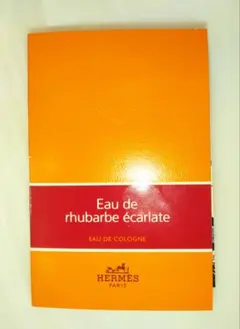 Eau de
rhubarbe écarlate
EAU DE COLOGNE
HERMÈS
PARIS